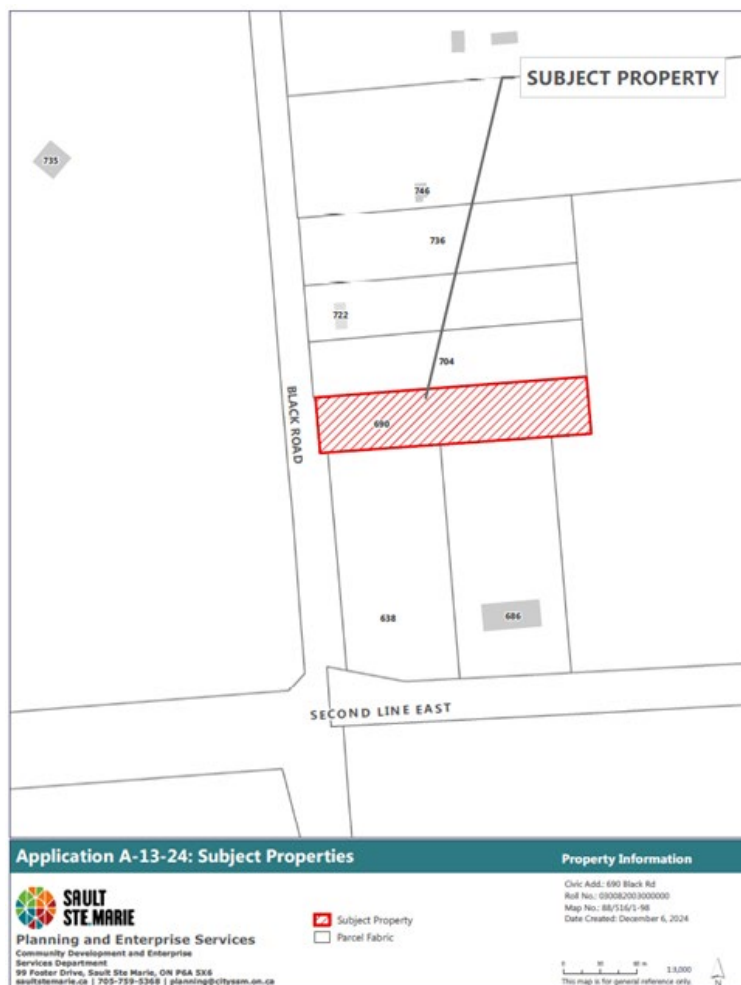 SUBJECT PROPERTY
735
746
736
722
704
690
BLACK ROAD
638
686
SECOND LINE EAST
Application A-13-24: Subject Properties
Property Information
Civic Add.: 690 Black Rd
Roll No.: 030082003000000
Map No.: 88/516/1-98
Date Created: December 6, 2024
SAULT
STE.MARIE
Planning and Enterprise Services
Community Development and Enterprise
Services Department
99 Foster Drive, Sault Ste Marie, ON P6A 5X6
saultstemarie.ca | 705-759-5368 | planning@cityssm.on.ca
Subject Property
Parcel Fabric
1:3,000
This map is for general reference only.
N